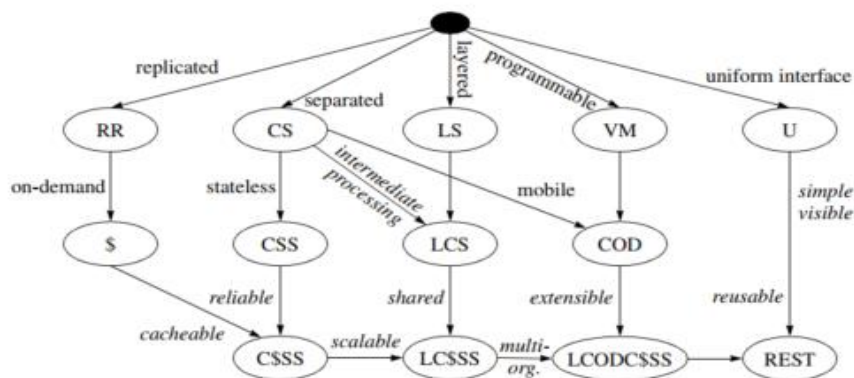 replicated
separated
layered
programmable
uniform interface
RR
CS
LS
VM
U
on-demand
stateless
intermediate
processing
mobile
simple
visible
$
CSS
LCS
COD
reliable
shared
extensible
reusable
cacheable
scalable
multi-
org.
C$SS
LC$SS
LCODC$SS
REST